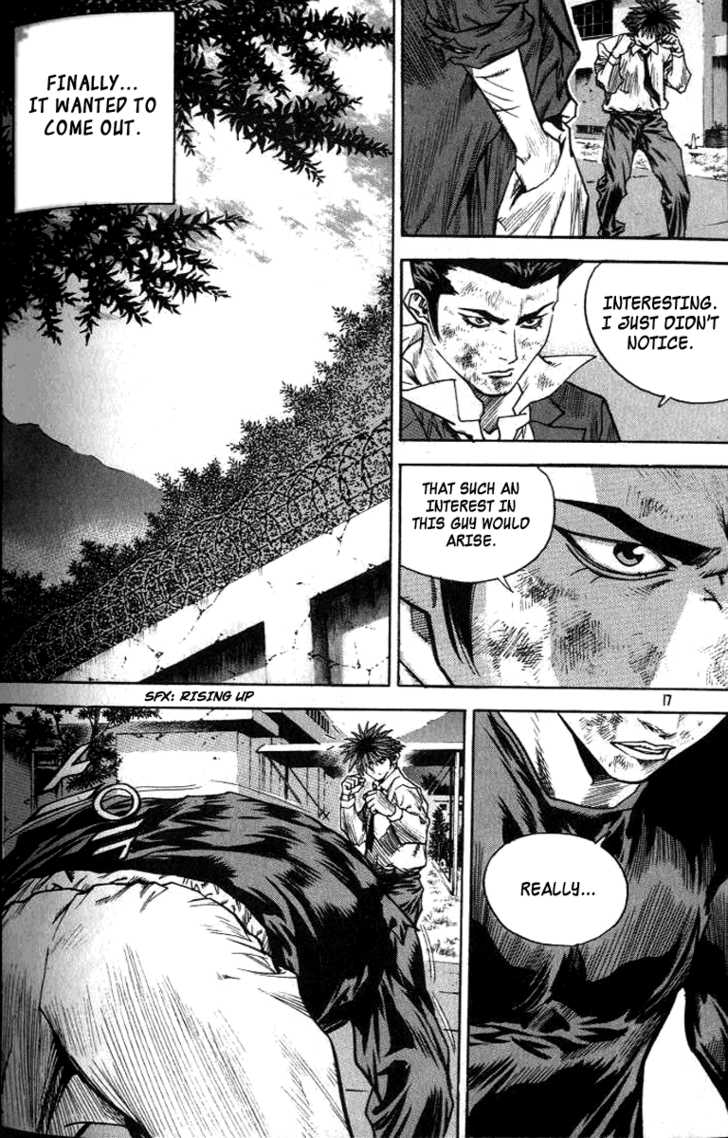 FINALLY...
IT WANTED TO
COME OUT.
INTERESTING.
I JUST DIDN'T
NOTICE.
THAT SUCH AN
INTEREST IN
THIS GUY WOULD
ARISE.
SFX: RISING UP
17
REALLY...